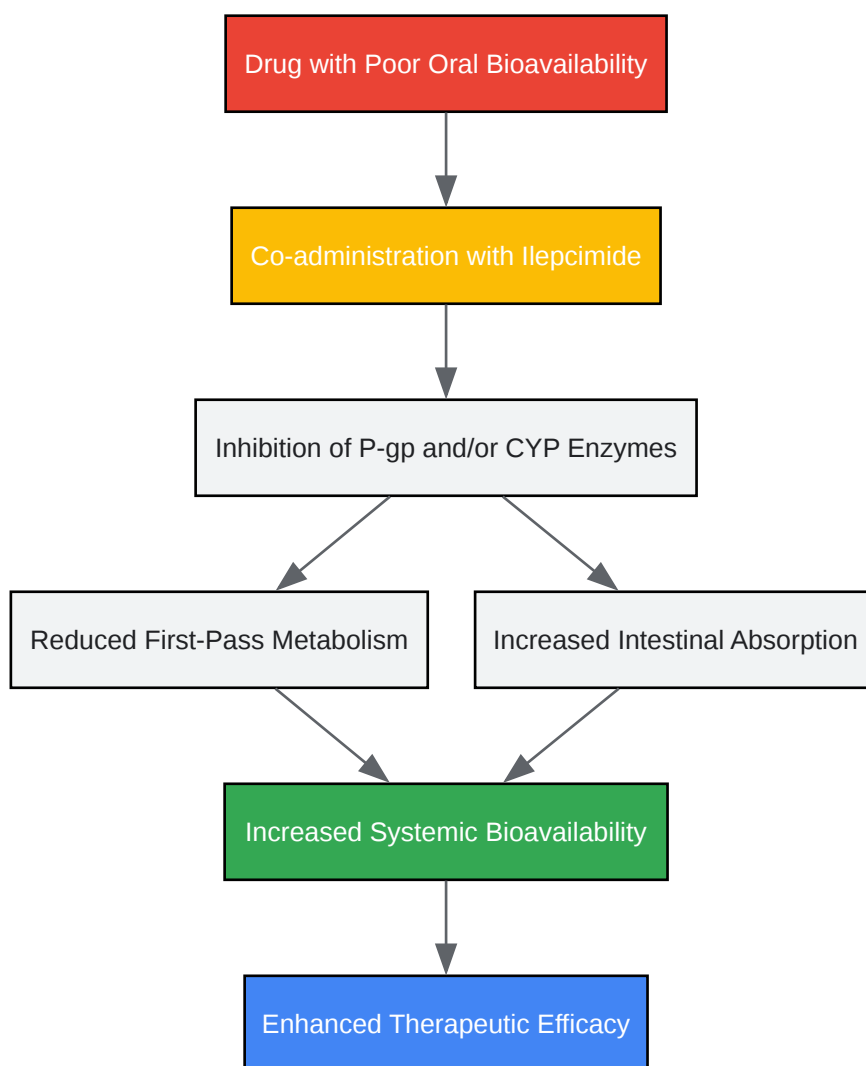 Drug with Poor Oral Bioavailability
Co-administration with Ilepcimide
Inhibition of P-gp and/or CYP Enzymes
Reduced First-Pass Metabolism
Increased Intestinal Absorption
Increased Systemic Bioavailability
Enhanced Therapeutic Efficacy